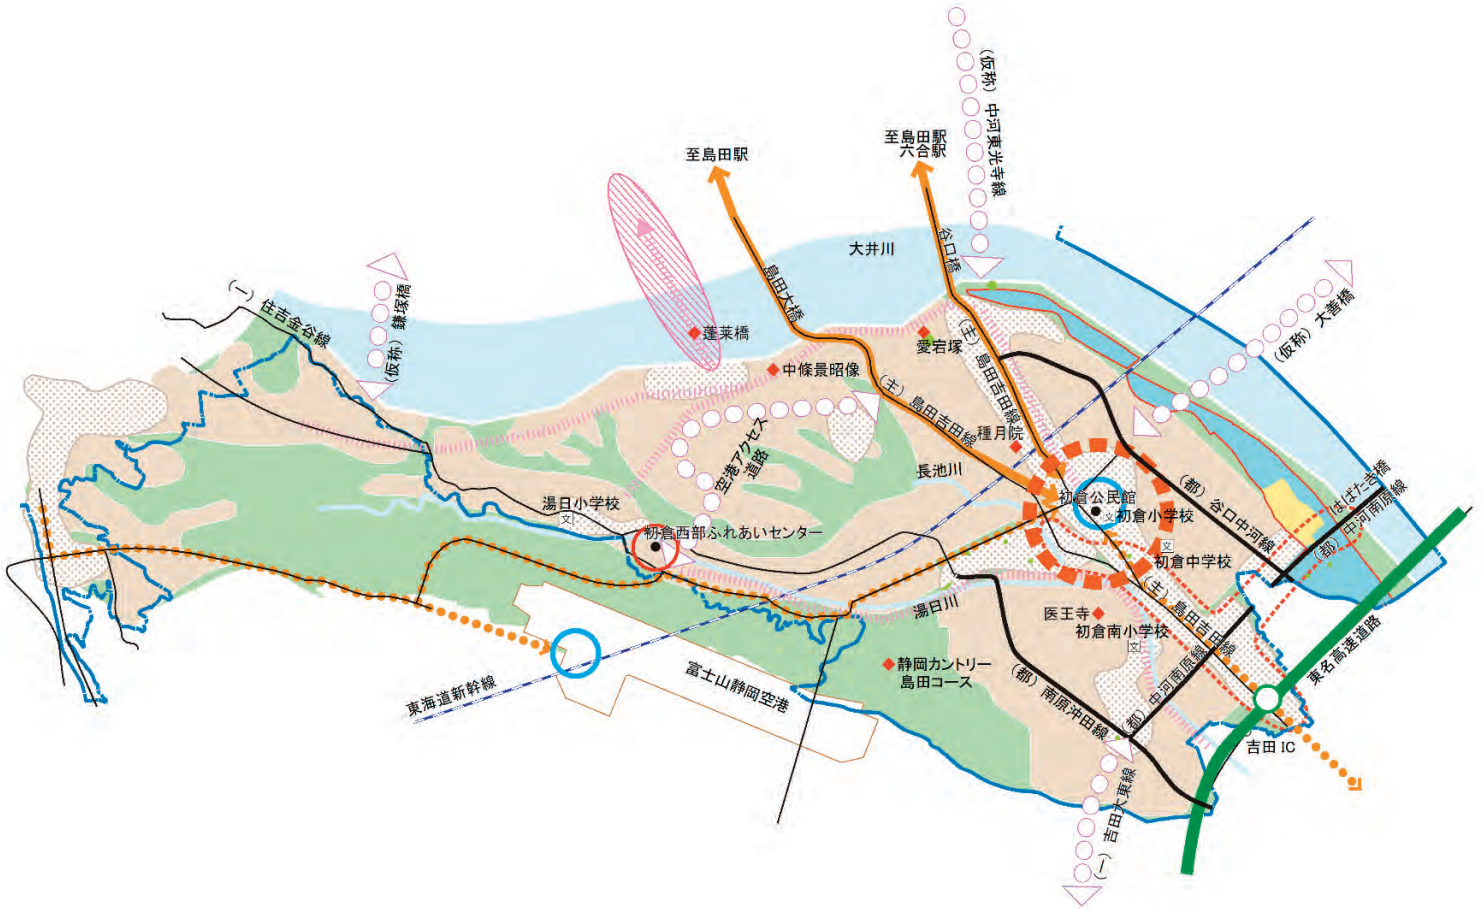 (仮称) 中河東光寺線
至島田駅
六合駅
至島田駅
大井川
谷口橋
島田大橋
(一) 住吉金谷線
(仮称) 鎌塚橋
蓬莱橋
愛宕塚
(主) 島田吉田線
(仮称) 大善橋
中條景昭像
(主) 島田吉田線
種月院
空港アクセス
道路
長池川
はばたき橋
(都) 中河南原線
湯日小学校
初倉公民館
文
文
初倉小学校
(都) 谷口中河線
初倉西部ふれあいセンター
文
初倉中学校
湯日川
医王寺
初倉南小学校
文
(主) 島田吉田線
東名高速道路
静岡カントリー
島田コース
富士山静岡空港
東海道新幹線
(都) 南原沖田線
(都) 中河南原線
吉田 IC
(一) 吉田大東線